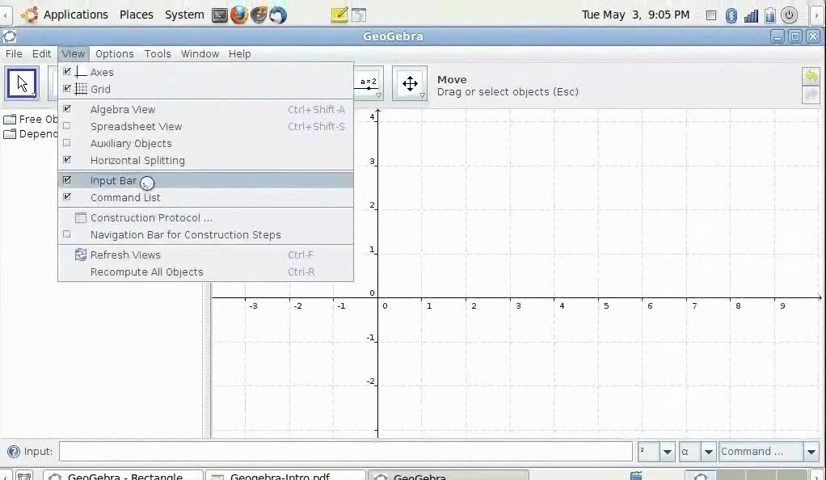 Applications Places System Tue May 3, 9:05 PM
GeoGebra
File Edit View Options Tools Window Help
Axes
Grid
Algebra View Ctrl+Shift-A
Spreadsheet View Ctrl+Shift-S
Auxiliary Objects
Horizontal Splitting
Input Bar
Command List
Construction Protocol ...
Navigation Bar for Construction Steps
Refresh Views Ctrl-F
Recompute All Objects Ctrl-R
a=2
Move
Drag or select objects (Esc)
Free Ob
Depen
4
3
2
1
0
-3 -2 -1 0 1 2 3 4 5 6 7 8 9
-1
-2
Input: ² α Command ...
GeoGebra - Rectangle Geogebra-Intro.pdf GeoGebra